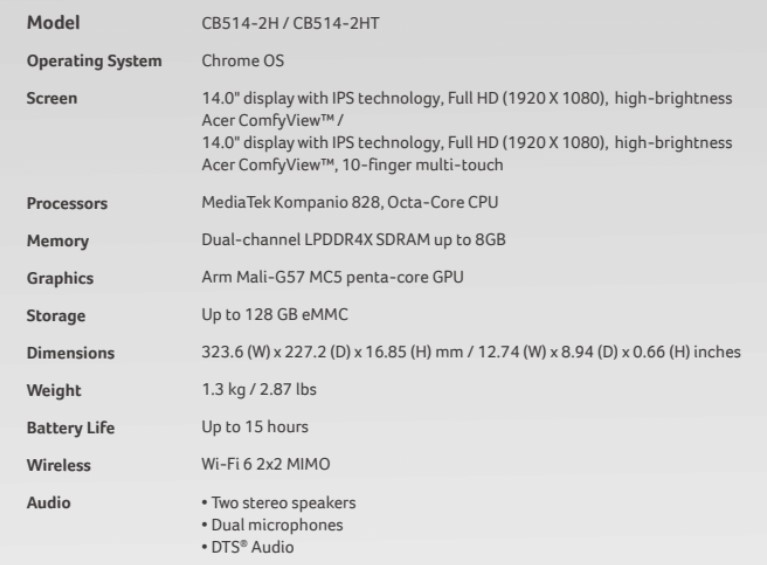 Model CB514-2H / CB514-2HT
Operating System Chrome OS
Screen 14.0" display with IPS technology, Full HD (1920 X 1080), high-brightness
Acer ComfyView™ /
14.0" display with IPS technology, Full HD (1920 X 1080), high-brightness
Acer ComfyView™, 10-finger multi-touch
Processors MediaTek Kompanio 828, Octa-Core CPU
Memory Dual-channel LPDDR4X SDRAM up to 8GB
Graphics Arm Mali-G57 MC5 penta-core GPU
Storage Up to 128 GB eMMC
Dimensions 323.6 (W) x 227.2 (D) x 16.85 (H) mm / 12.74 (W) x 8.94 (D) x 0.66 (H) inches
Weight 1.3 kg / 2.87 lbs
Battery Life Up to 15 hours
Wireless Wi-Fi 6 2x2 MIMO
Audio • Two stereo speakers
• Dual microphones
• DTS® Audio